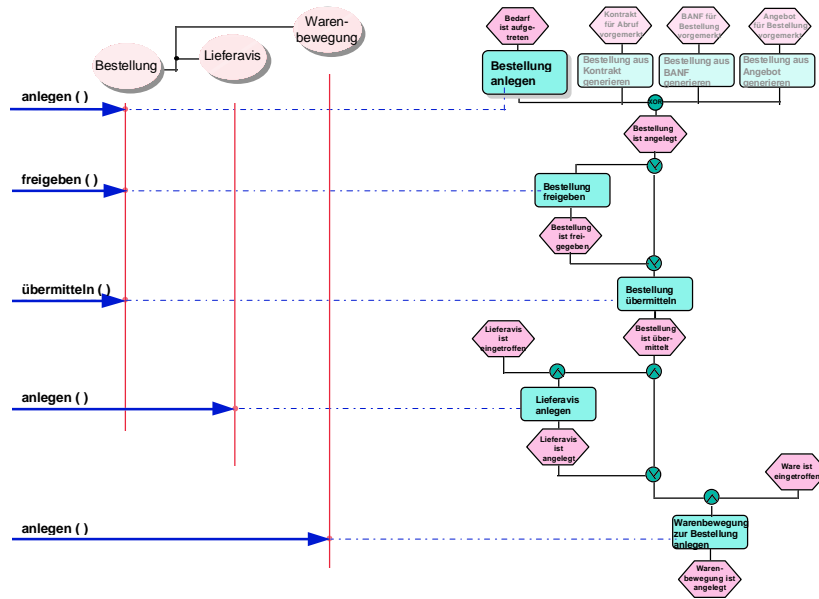 Waren-
bewegung
Lieferavis
Bestellung
Bedarf
ist aufge-
treten
Kontrakt
für Abruf
vorgemerkt
BANF für
Bestellung
vorgemerkt
Angebot
für Bestellung
vorgemerkt
Bestellung
anlegen
Bestellung aus
Kontrakt
generieren
Bestellung aus
BANF
generieren
Bestellung aus
Angebot
generieren
anlegen ( )
XOR
Bestellung
ist angelegt
freigeben ( )
Bestellung
freigeben
Bestellung
ist frei-
gegeben
übermitteln ( )
Bestellung
übermitteln
Lieferavis
ist
eingetroffen
Bestellung
ist über-
mittelt
anlegen ( )
Lieferavis
anlegen
Lieferavis
ist
angelegt
Ware ist
eingetroffen
anlegen ( )
Warenbewegung
zur Bestellung
anlegen
Waren-
bewegung ist
angelegt